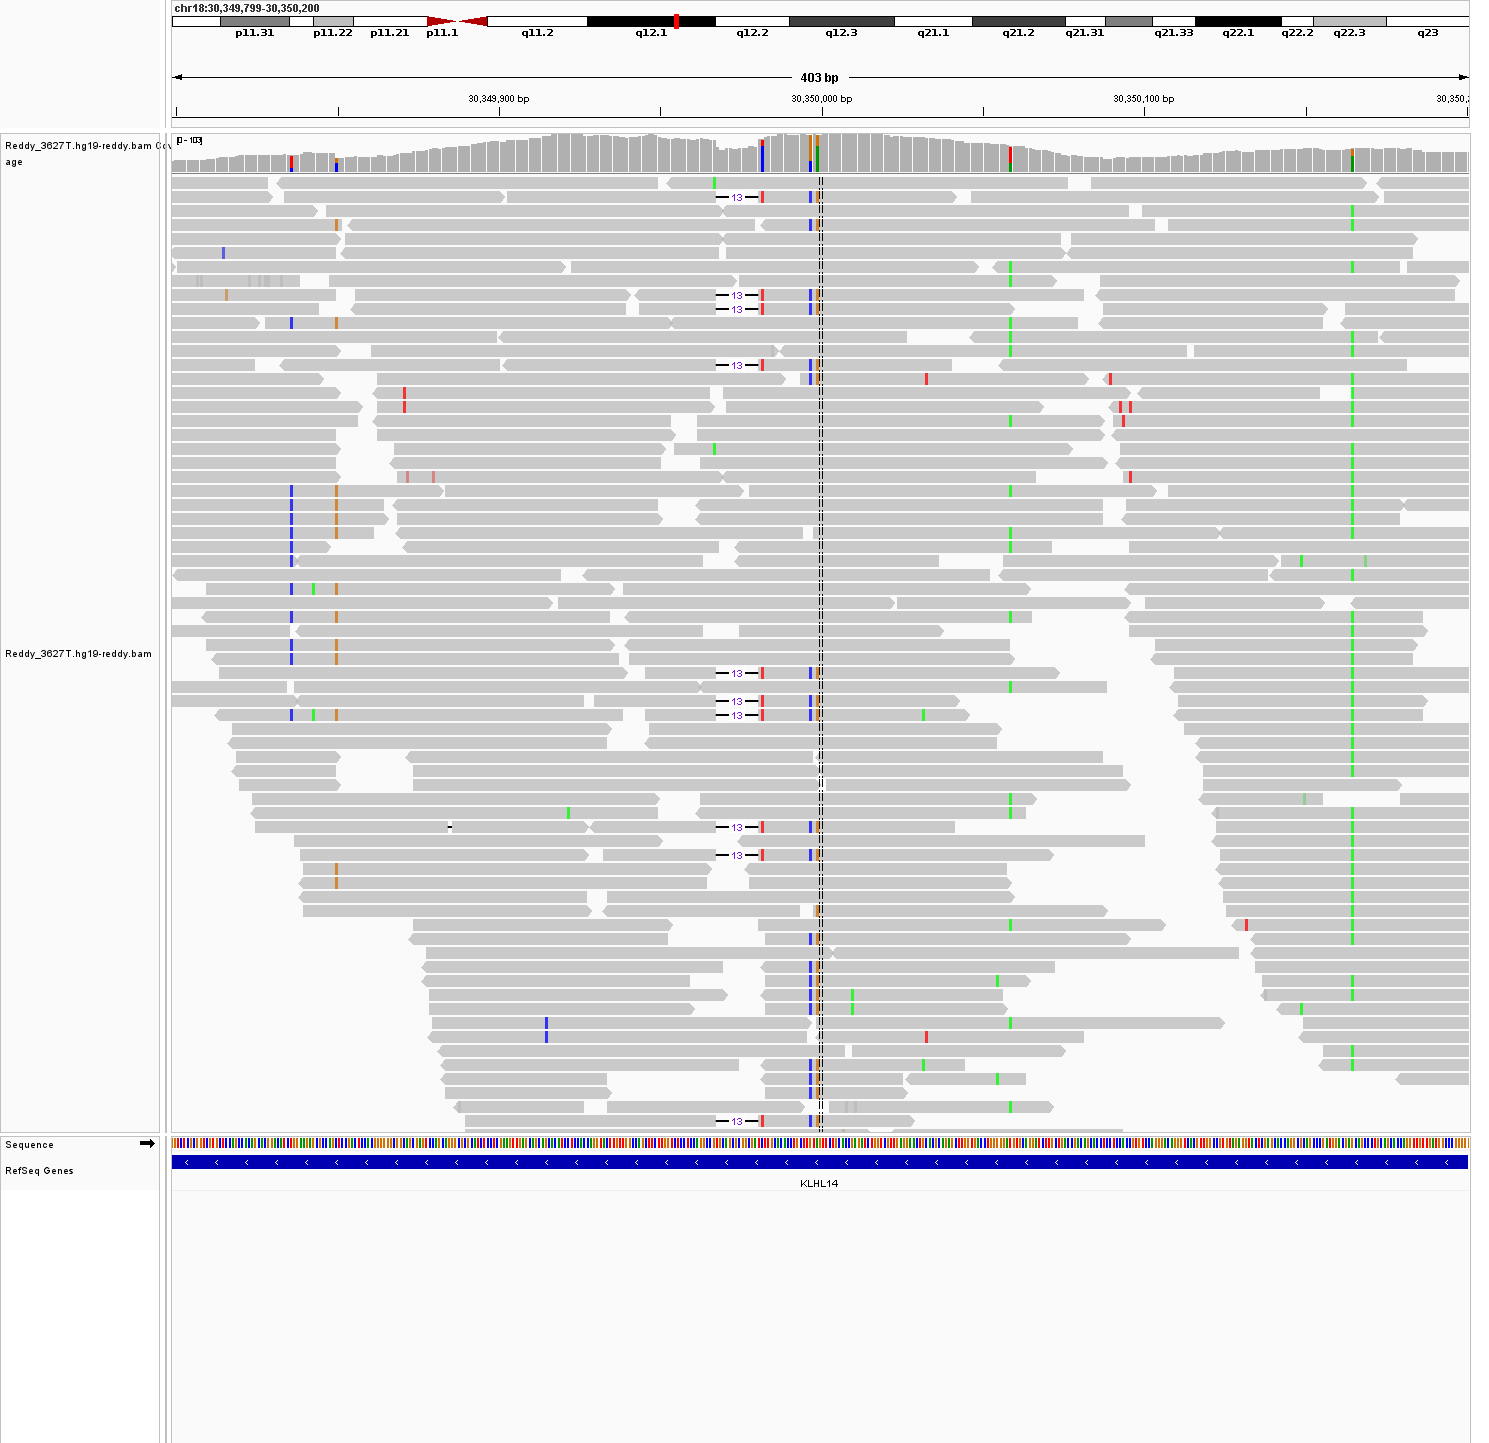 chr18:30,349,799-30,350,200
p11.31 p11.22 p11.21 p11.1 q11.2 q12.1 q12.2 q12.3 q21.1 q21.2 q21.31 q21.33 q22.1 q22.2 q22.3 q23
403 bp
30,349,900 bp 30,350,000 bp 30,350,100 bp 30,350,
Reddy_3627T.hg19-reddy.bam Cov
age
[0 - 103]
13
13
13
13
13
13
13
13
13
13
Reddy_3627T.hg19-reddy.bam
Sequence
RefSeq Genes
KLHL14